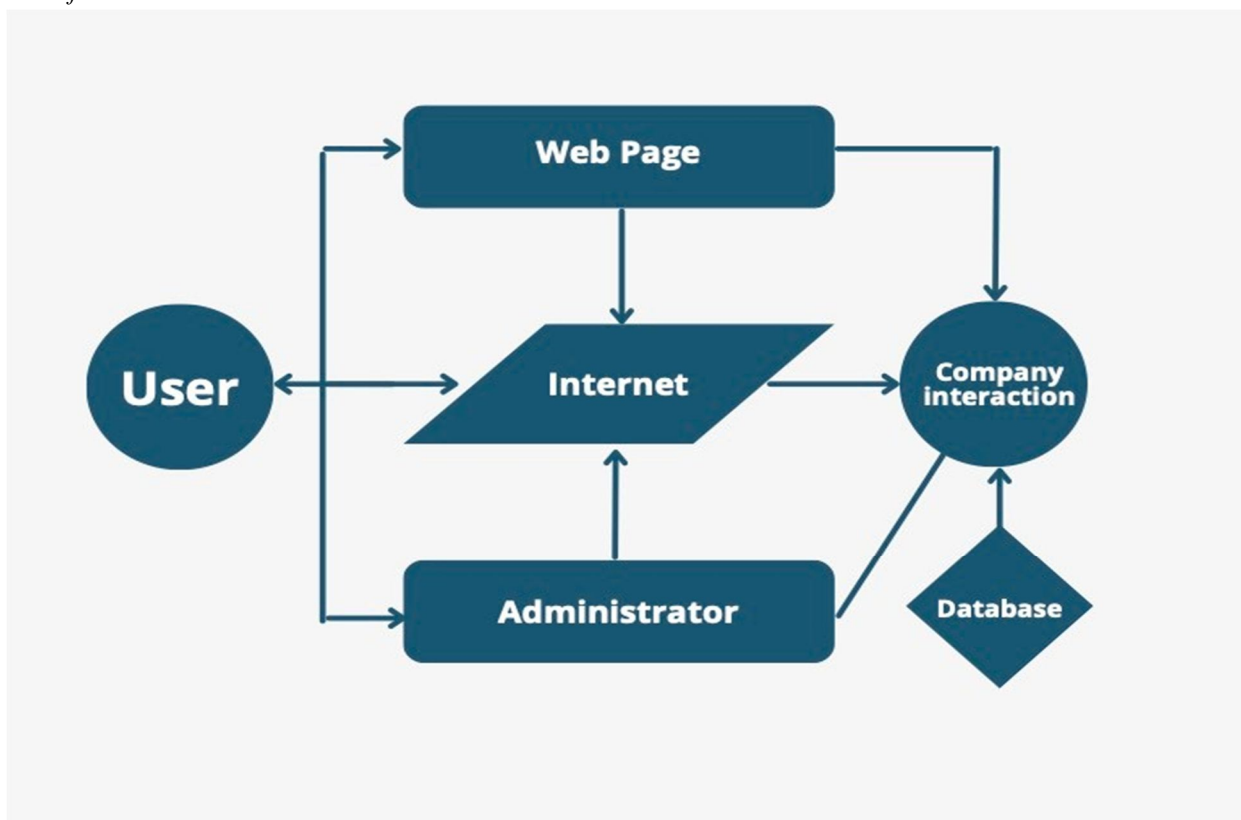 Web Page
User
Internet
Company
interaction
Administrator
Database